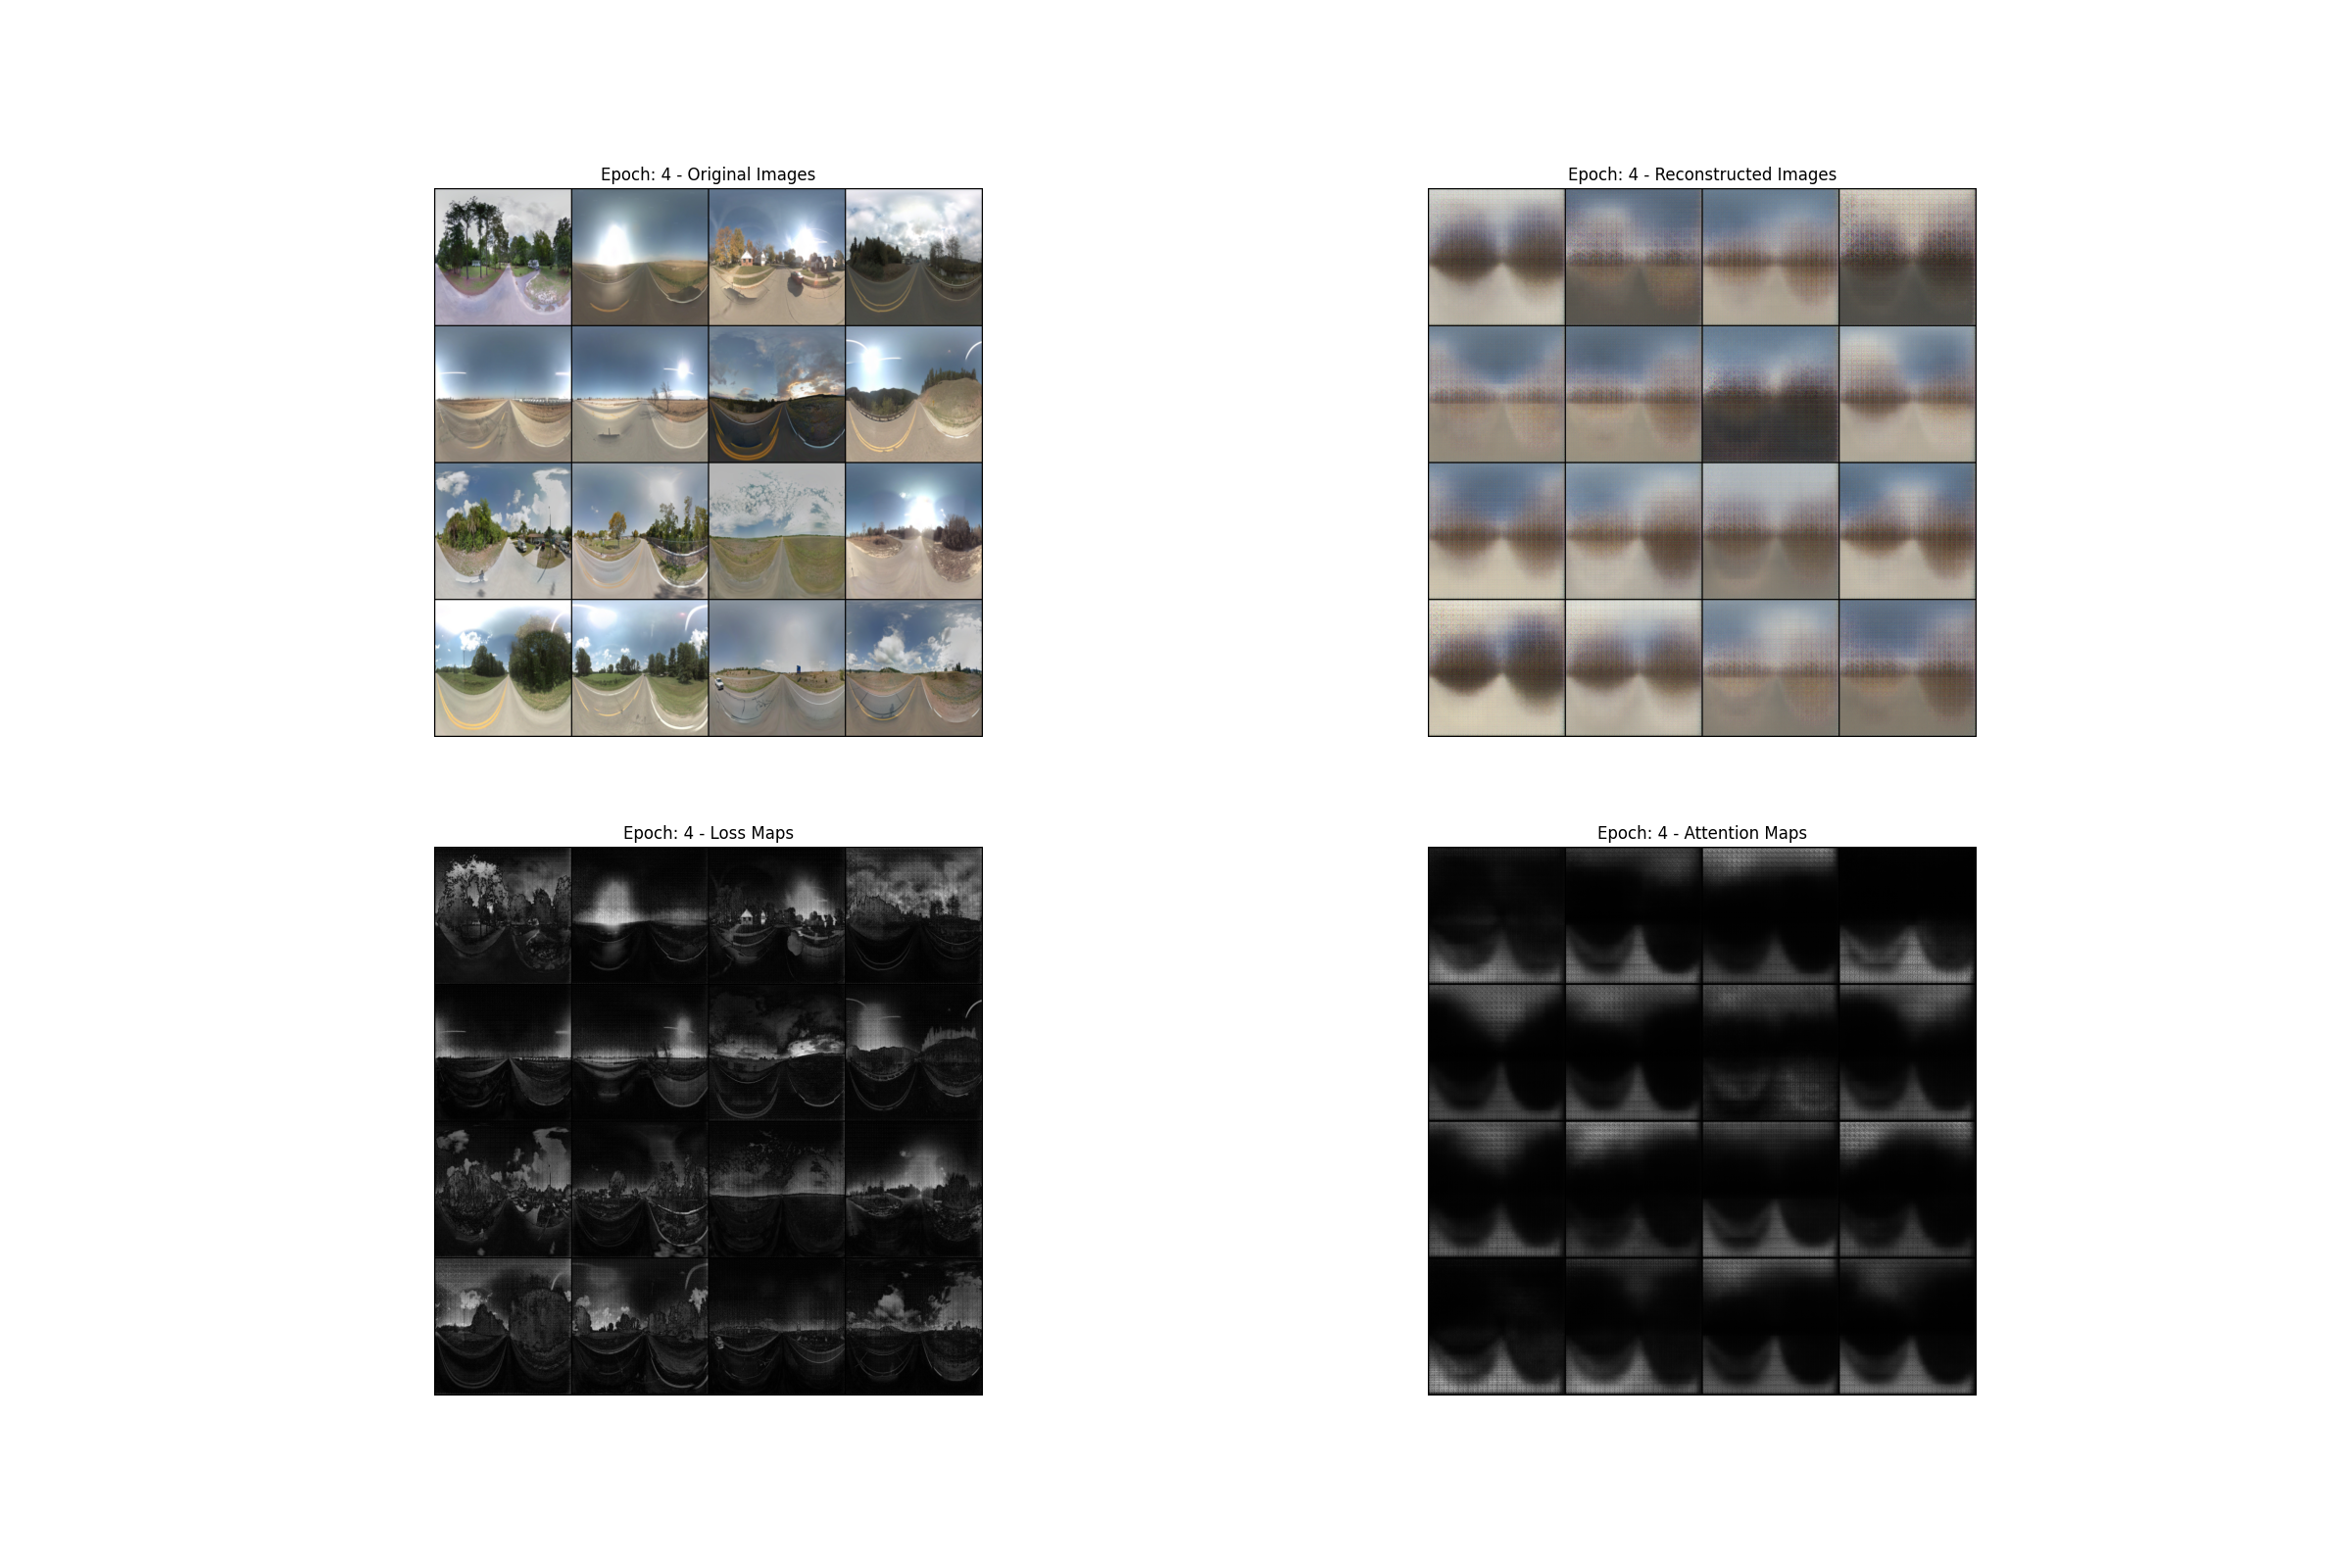 Epoch: 4 - Original Images
Epoch: 4 - Reconstructed Images
Epoch: 4 - Loss Maps
Epoch: 4 - Attention Maps